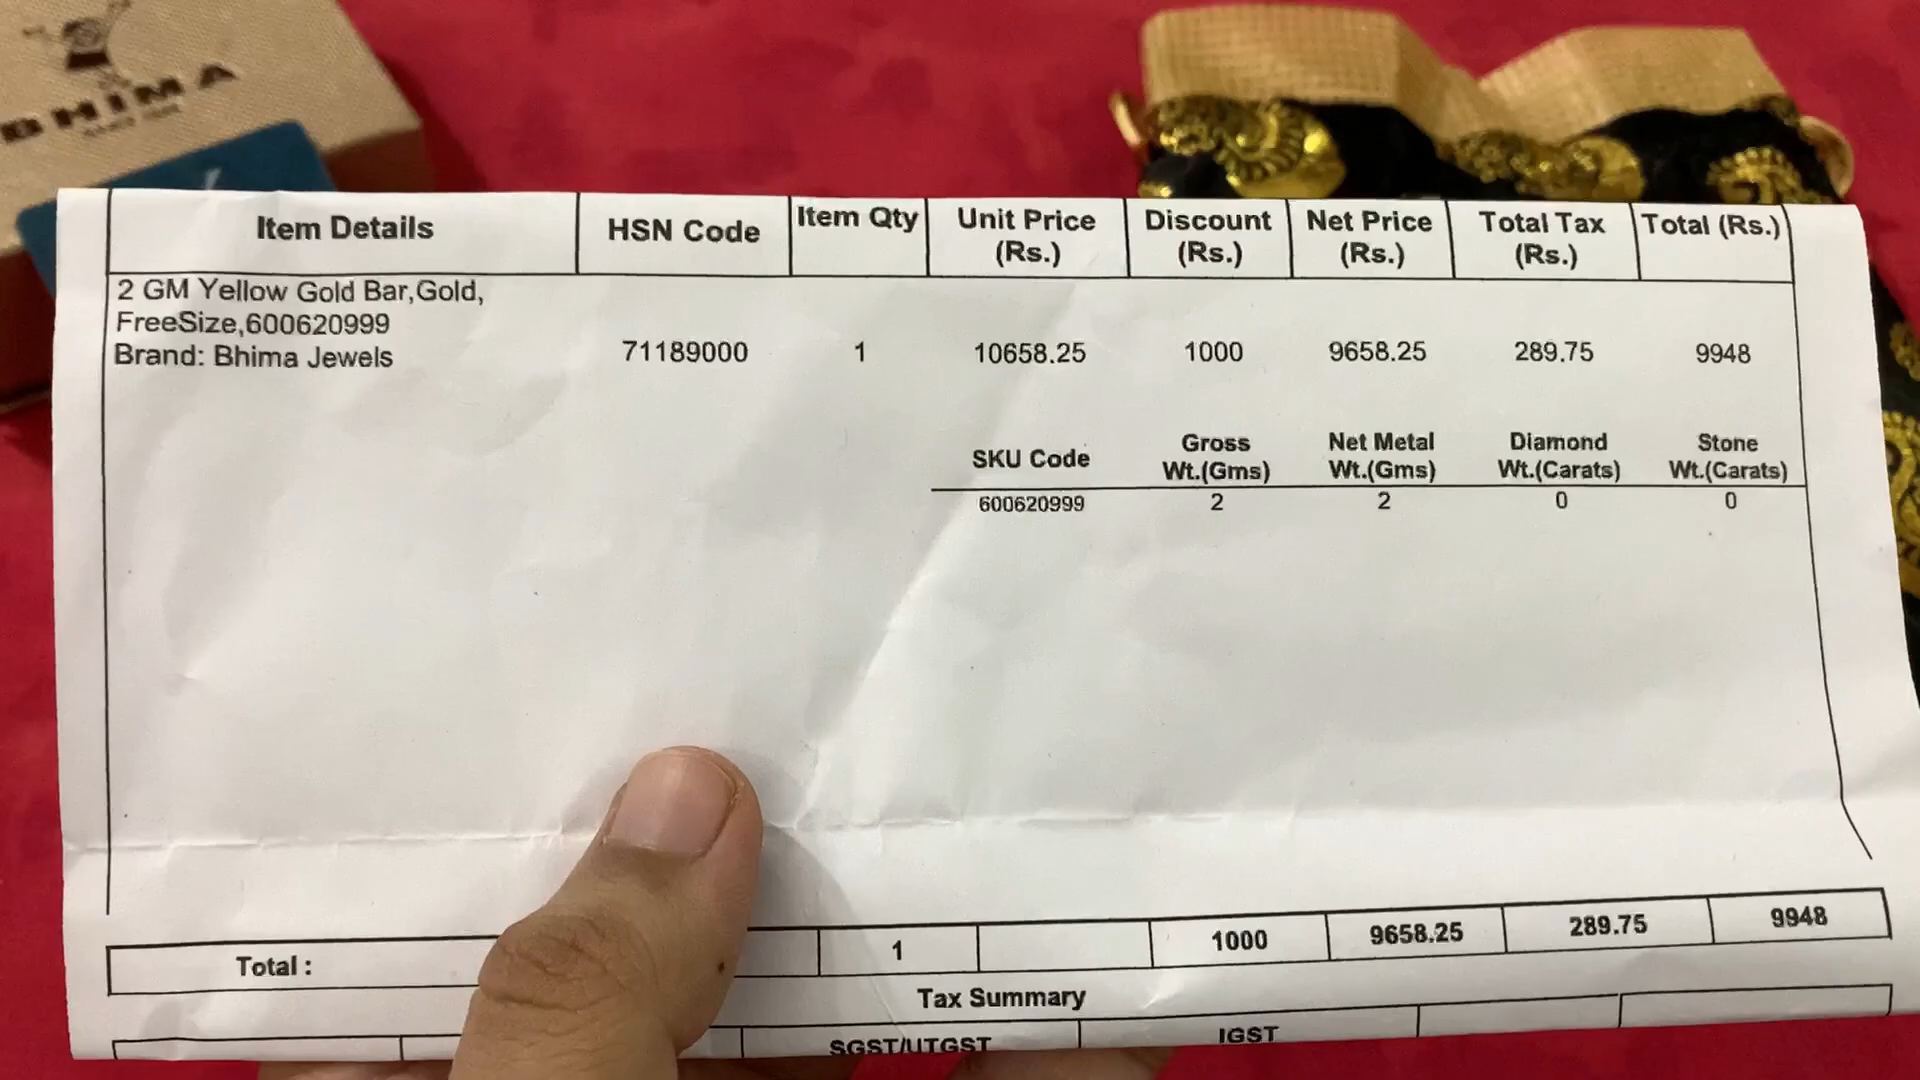 BHIMA
Item Details HSN Code Item Qty Unit Price (Rs.) Discount (Rs.) Net Price (Rs.) Total Tax (Rs.) Total (Rs.)
2 GM Yellow Gold Bar,Gold,
FreeSize,600620999
Brand: Bhima Jewels 71189000 1 10658.25 1000 9658.25 289.75 9948
SKU Code Gross Wt.(Gms) Net Metal Wt.(Gms) Diamond Wt.(Carats) Stone Wt.(Carats)
600620999 2 2 0 0
Total : 1 1000 9658.25 289.75 9948
Tax Summary
SGST/UTGST IGST